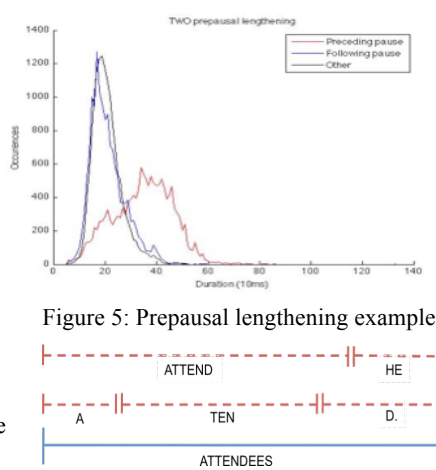 TWO prepausal lengthening
1400
1200
1000
800
600
400
200
0
Occurences
Preceding pause
Following pause
Other
0 20 40 60 80 100 120 140
Duration (10ms)
Figure 5: Prepausal lengthening example
ATTEND HE
A TEN D.
e
ATTENDEES